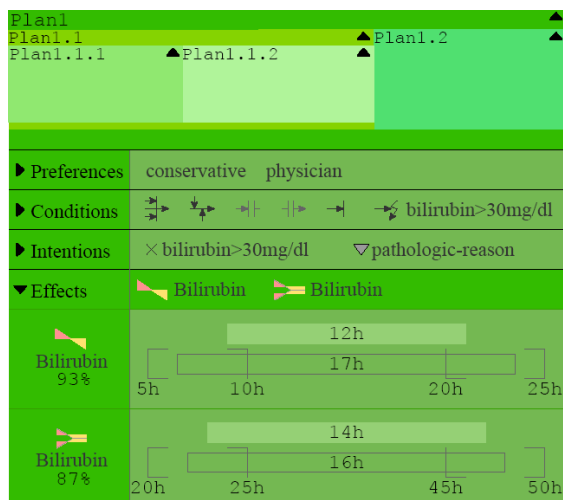 Plan1
Plan1.1 Plan1.2
Plan1.1.1 Plan1.1.2
Preferences conservative physician
Conditions bilirubin>30mg/dl
Intentions bilirubin>30mg/dl pathologic-reason
Effects Bilirubin Bilirubin
12h
Bilirubin 17h
93%
5h 10h 20h 25h
14h
Bilirubin 16h
87%
20h 25h 45h 50h